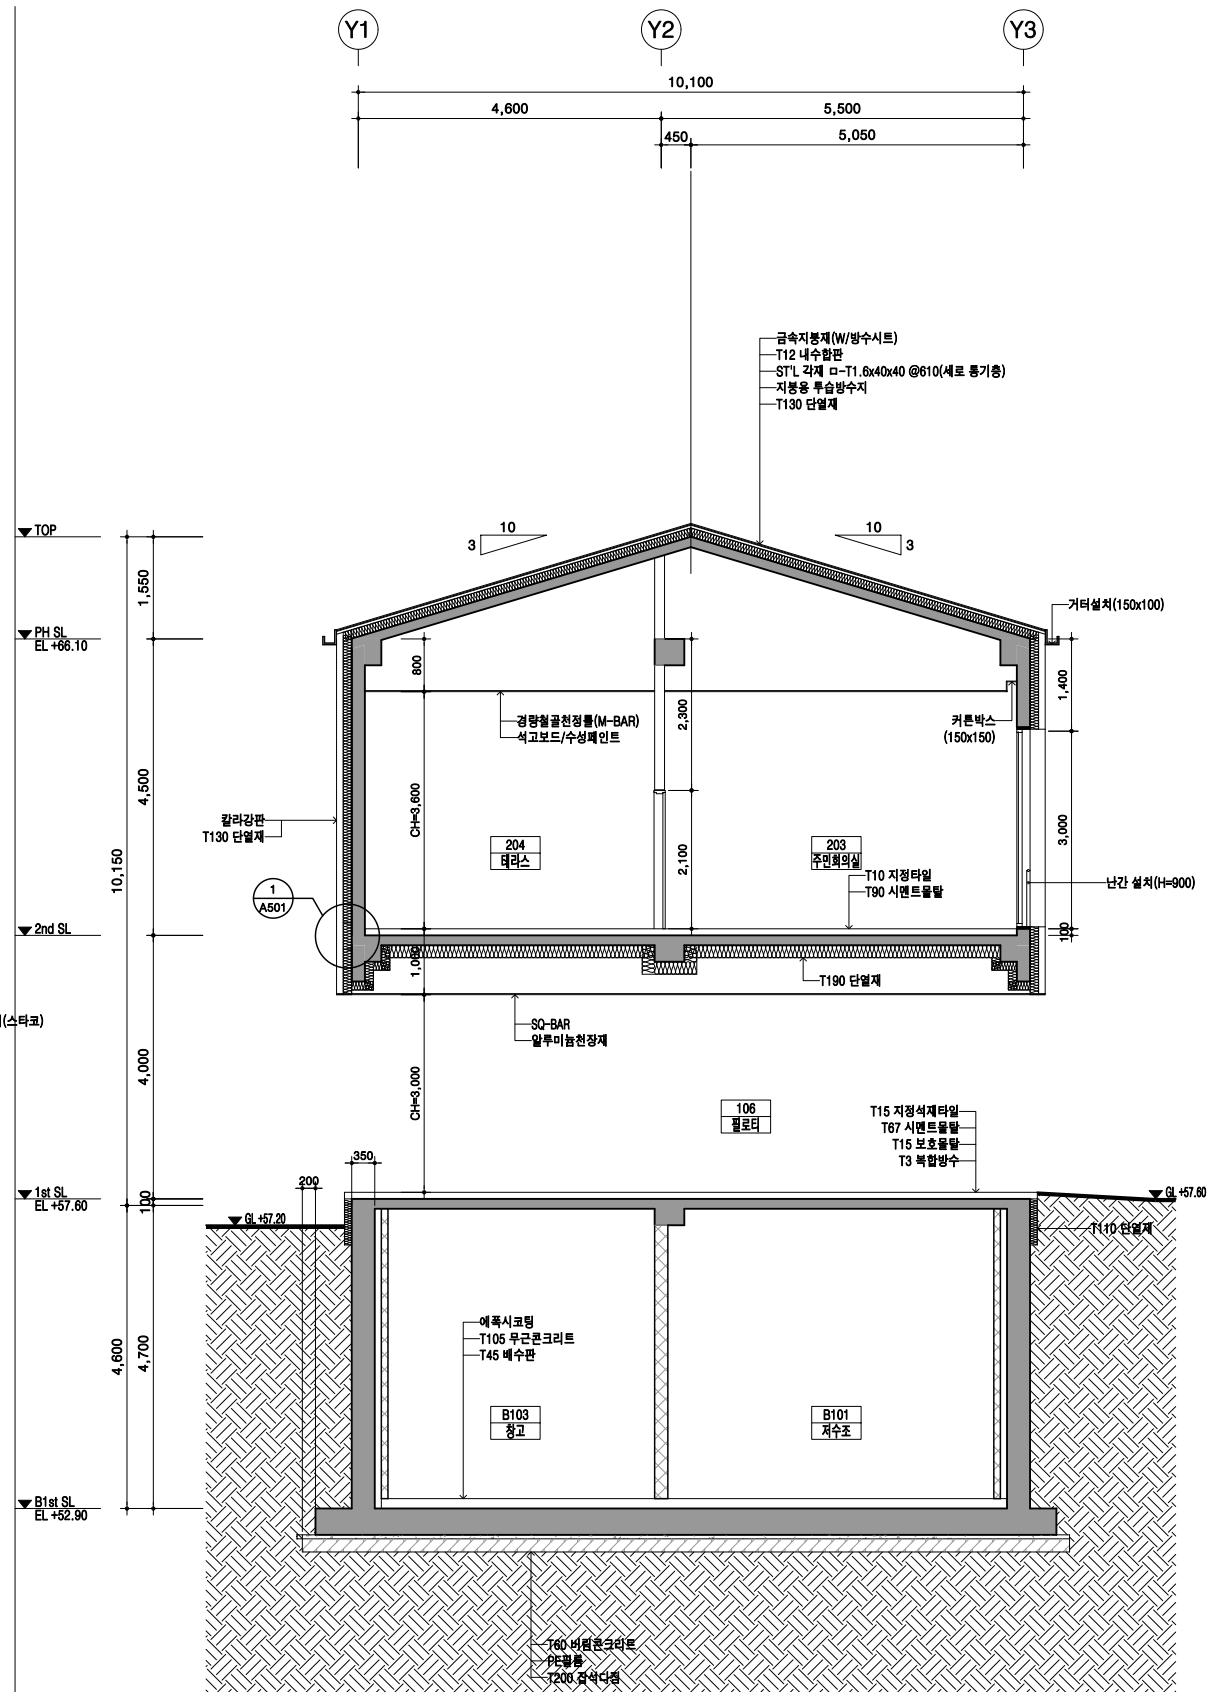 Y1
Y2
Y3
10,100
4,600
5,500
450
5,050
금속지붕재(W/방수시트)
T12 내수합판
ST'L 각재 ㅁ-T1.6x40x40 @610(세로 통기층)
지붕용 투습방수지
T130 단열재
TOP
10
3
10
3
1,550
거터설치(150x100)
PH SL
EL +66.10
800
1,400
2,300
경량철골천정틀(M-BAR)
석고보드/수성페인트
커튼박스
(150x150)
4,500
CH=3,600
칼라강판
T130 단열재
204
테라스
203
주민회의실
3,000
10,150
2,100
T10 지정타일
T90 시멘트몰탈
난간 설치(H=900)
1
A501
2nd SL
100
1,060
T190 단열재
(스타코)
SQ-BAR
알루미늄천장재
4,000
CH=3,000
106
필로티
T15 지정석재타일
T67 시멘트몰탈
T15 보호몰탈
T3 복합방수
350
200
1st SL
EL +57.60
100
GL +57.60
GL +57.20
T110 단열재
에폭시코팅
T105 무근콘크리트
T45 배수판
4,600
4,700
B103
창고
B101
저수조
B1st SL
EL +52.90
T60 버림콘크리트
PE필름
T200 잡석다짐